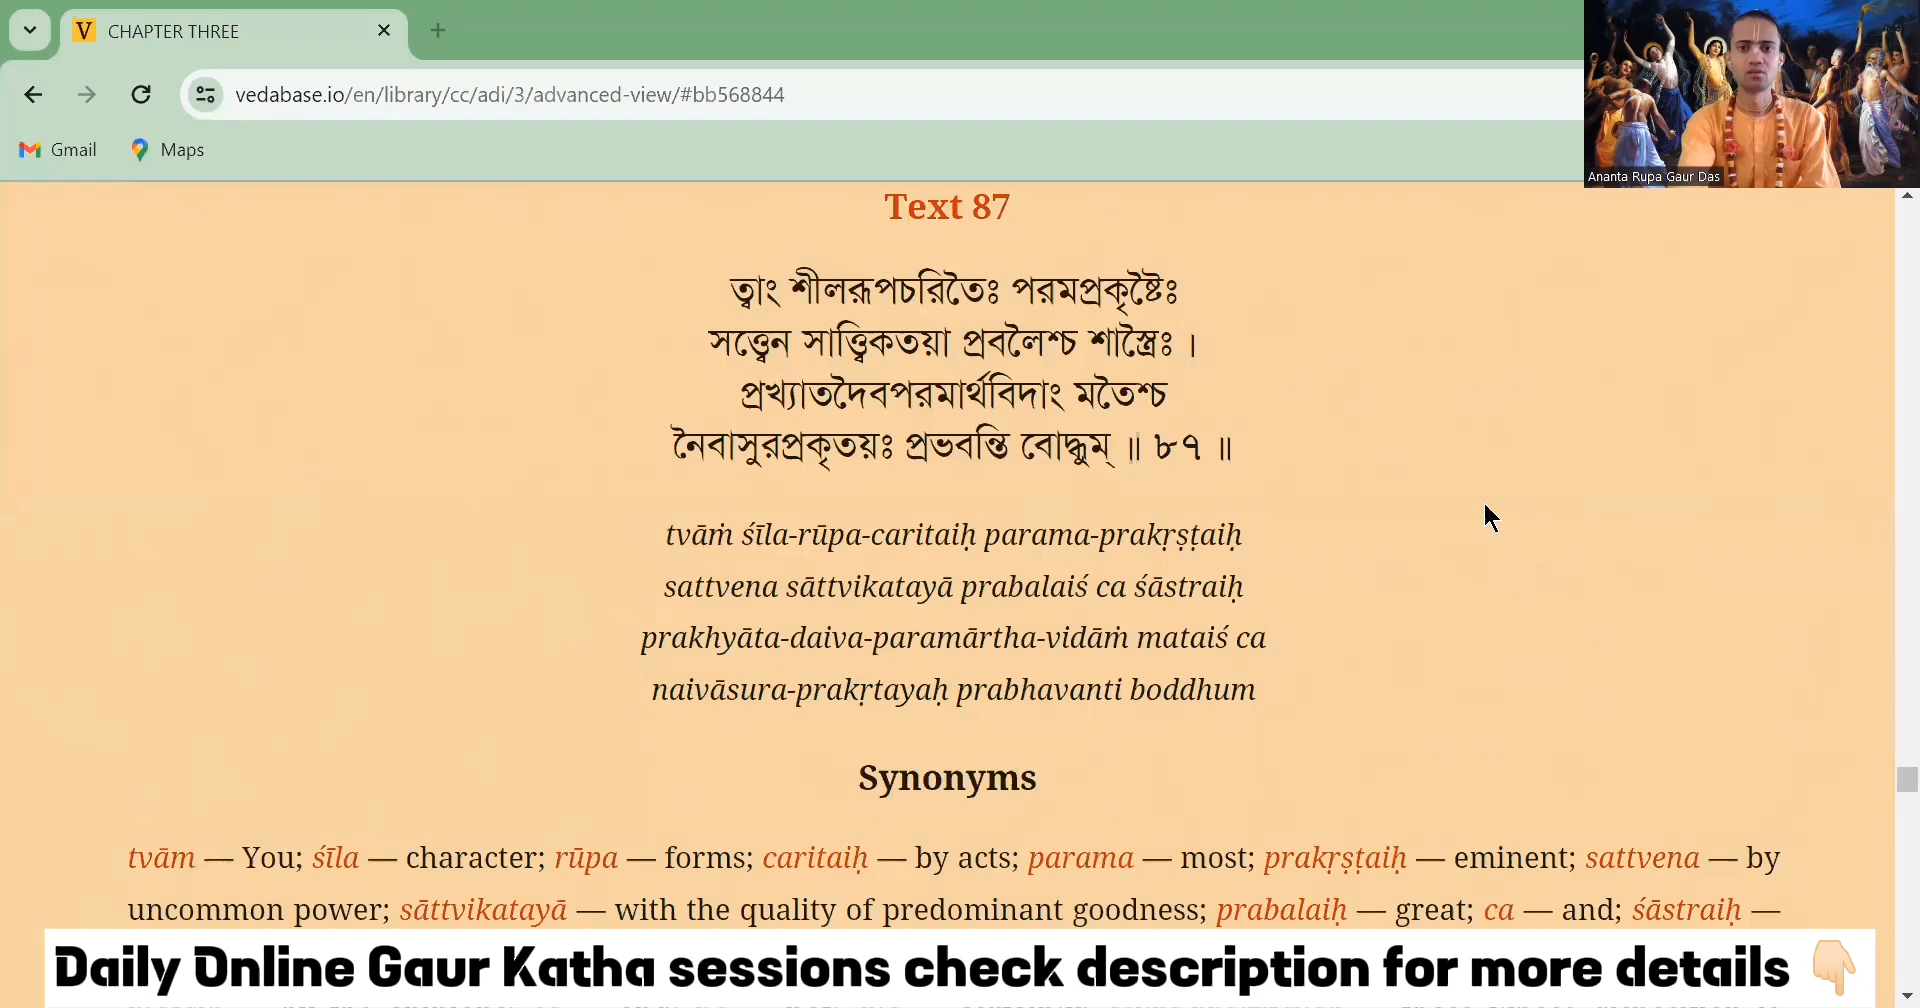 CHAPTER THREE
vedabase.io/en/library/cc/adi/3/advanced-view/#bb568844
Gmail Maps
Ananta Rupa Gaur Das
Text 87
ত্বাং শীলরূপচরিতৈঃ পরমপ্রকৃষ্টৈঃ
সত্ত্বেন সাত্ত্বিকতয়া প্রবলৈশ্চ শাস্ত্রৈঃ ।
প্রখ্যাতদৈবপরমার্থবিদাং মতৈশ্চ
নৈবাসুরপ্রকৃতয়ঃ প্রভবন্তি বোদ্ধুম্ ॥ ৮৭ ॥
tvāṁ śīla-rūpa-caritaiḥ parama-prakṛṣṭaiḥ
sattvena sāttvikatayā prabalaiś ca śāstraiḥ
prakhyāta-daiva-paramārtha-vidāṁ mataiś ca
naivāsura-prakṛtayaḥ prabhavanti boddhum
Synonyms
tvām — You; śīla — character; rūpa — forms; caritaiḥ — by acts; parama — most; prakṛṣṭaiḥ — eminent; sattvena — by
uncommon power; sāttvikatayā — with the quality of predominant goodness; prabalaiḥ — great; ca — and; śāstraiḥ —
Daily Online Gaur Katha sessions check description for more details 👇🏼